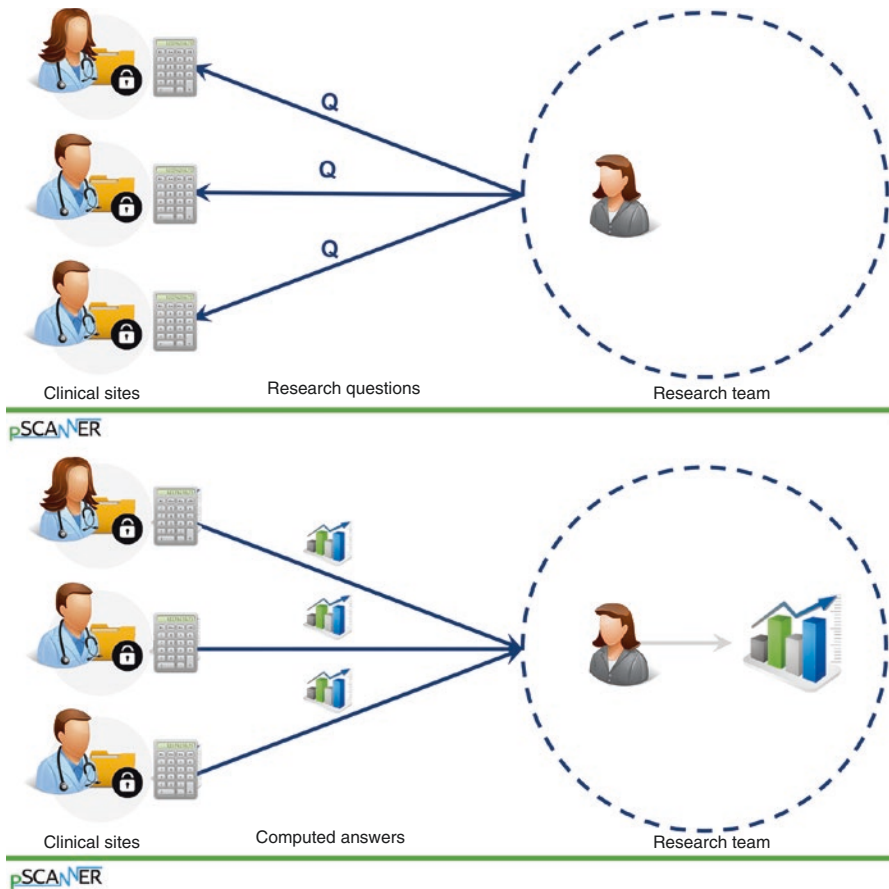 Q
Q
Q
Clinical sites Research questions Research team
pSCANNER
Clinical sites Computed answers Research team
pSCANNER